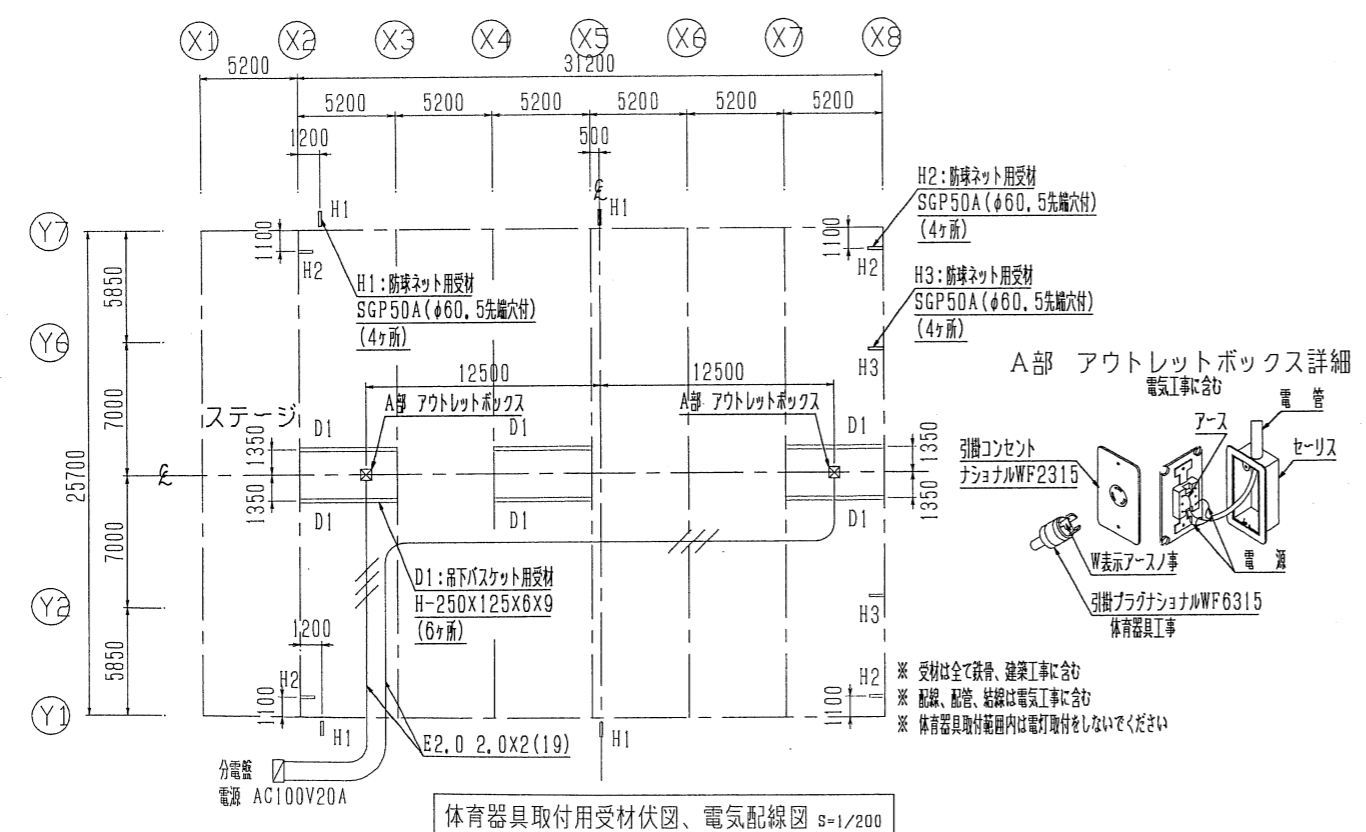 X1 X2 X3 X4 X5 X6 X7 X8
5200 31200
5200 5200 5200 5200 5200 5200
1200 500
H1 ℄ H1
H2:防球ネット用受材
SGP50A(φ60.5先端穴付)
(4ヶ所)
Y7
1100 1100
H2 H2
H1:防球ネット用受材
SGP50A(φ60.5先端穴付)
(4ヶ所)
H3:防球ネット用受材
SGP50A(φ60.5先端穴付)
(4ヶ所)
5850
Y6
H3
12500 12500
A部 アウトレットボックス A部 アウトレットボックス
7000
ステージ
D1 D1 D1
1350 1350
25700
℄
1350 1350
D1 D1 D1
7000
D1:吊下バスケット用受材
H-250X125X6X9
(6ヶ所)
Y2
H3
5850
1200
H2 H2
1100 1100
Y1
H1 H1
E2.0 2.0X2(19)
分電盤
電源 AC100V20A
A部 アウトレットボックス詳細
電気工事に含む
電管
アース
セーリス
引掛コンセント
ナショナルWF2315
W表示アースノ事
電源
引掛プラグナショナルWF6315
体育器具工事
※ 受材は全て鉄骨、建築工事に含む
※ 配線、配管、結線は電気工事に含む
※ 体育器具取付範囲内は電灯取付をしないでください
体育器具取付用受材伏図、電気配線図 S=1/200